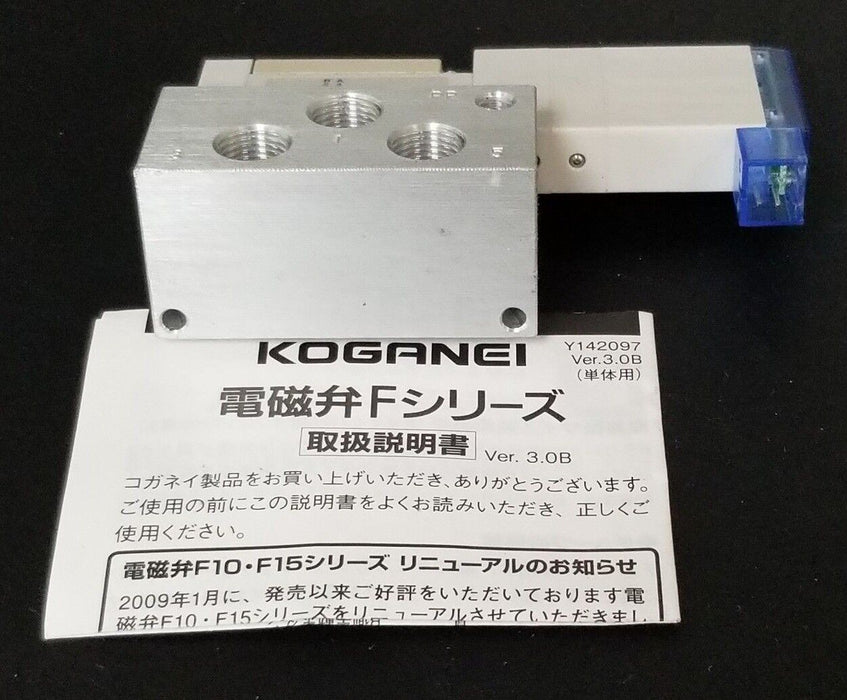 PR
5
KOGANEI
Y142097
Ver.3.0B
(単体用)
電磁弁Fシリーズ
取扱説明書 Ver. 3.0B
コガネイ製品をお買い上げいただき、ありがとうございます。
ご使用の前にこの説明書をよくお読みいただき、正しくご
使用ください。
電磁弁F10・F15シリーズ リニューアルのお知らせ
2009年1月に、発売以来ご好評をいただいております電
磁弁F10・F15シリーズをリニューアルさせていただきまし